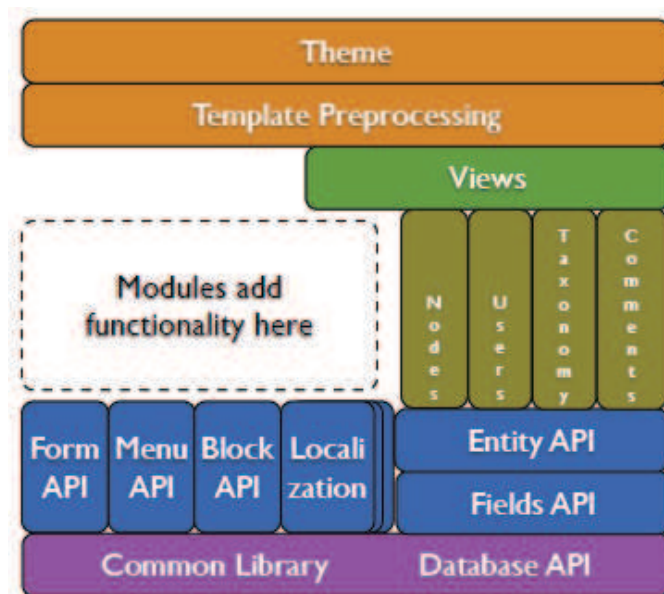 Theme
Template Preprocessing
Views
Modules add
functionality here
Nodes
Users
Taxonomy
Comments
Form
API
Menu
API
Block
API
Locali
zation
Entity API
Fields API
Common Library
Database API